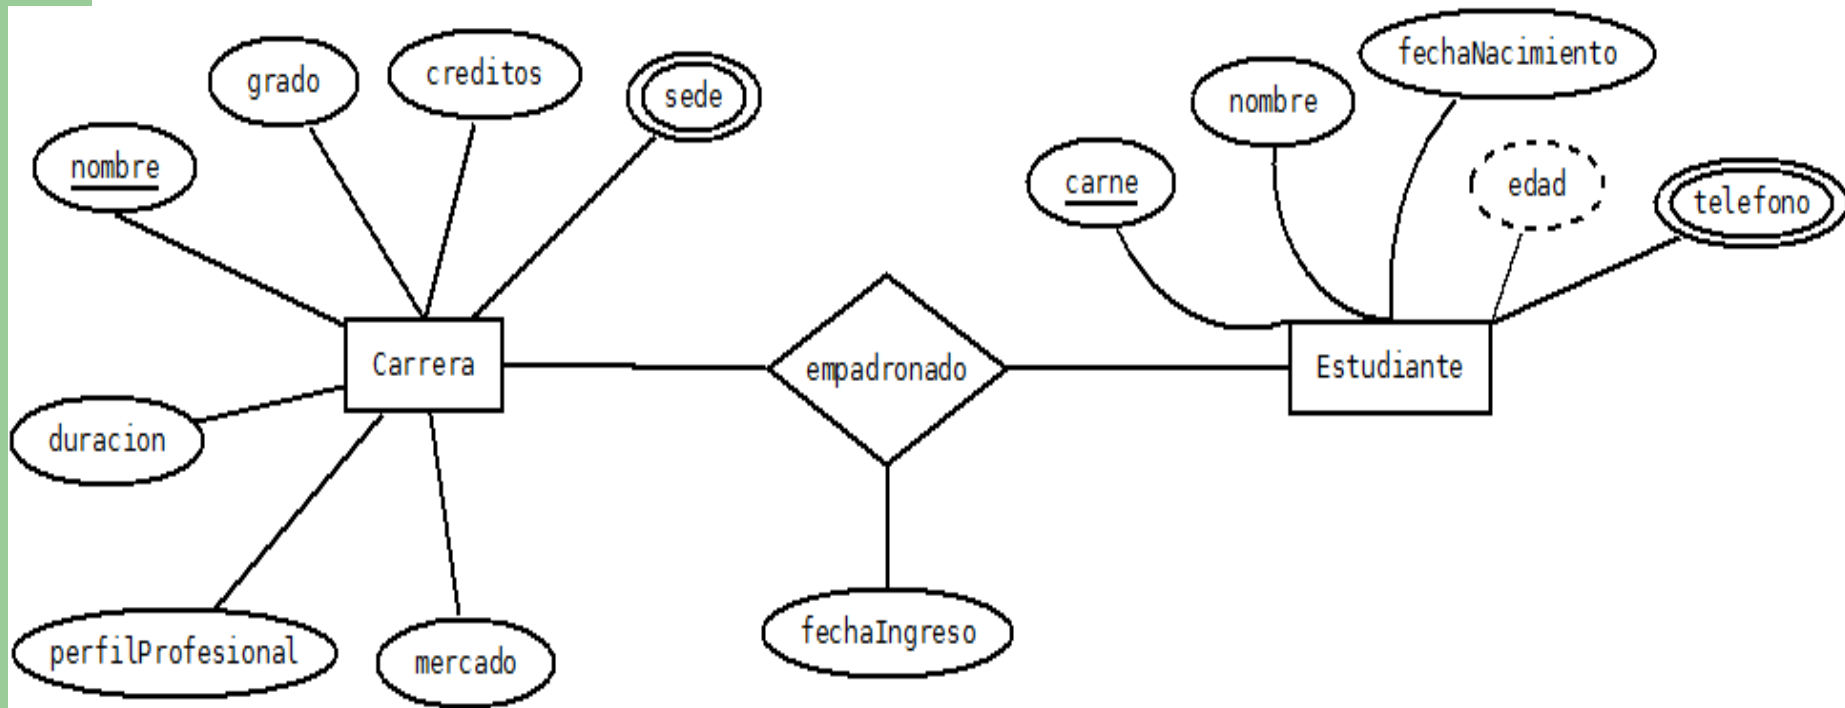 grado
creditos
sede
nombre
fechaNacimiento
nombre
carne
edad
telefono
Carrera
empadronado
Estudiante
duracion
perfilProfesional
mercado
fechaIngreso